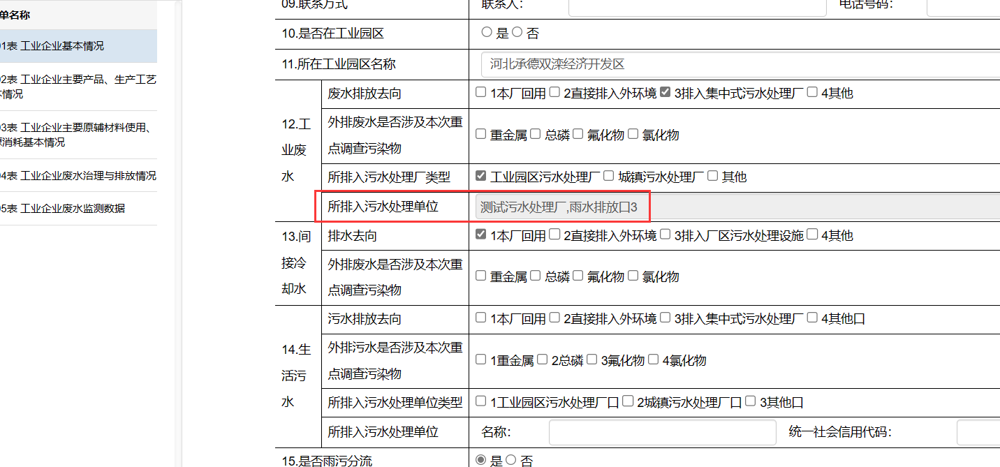 09.联系方式 联系人： 电话号码：
单名称
10.是否在工业园区 是 否
1表 工业企业基本情况
11.所在工业园区名称 河北承德双滦经济开发区
2表 工业企业主要产品、生产工艺
本情况
3表 工业企业主要原辅材料使用、
源消耗基本情况
4表 工业企业废水治理与排放情况
5表 工业企业废水监测数据
12.工
业废
水
废水排放去向 1本厂回用 2直接排入外环境 3排入集中式污水处理厂 4其他
外排废水是否涉及本次重
点调查污染物
重金属 总磷 氟化物 氯化物
所排入污水处理厂类型 工业园区污水处理厂 城镇污水处理厂 其他
所排入污水处理单位 测试污水处理厂,雨水排放口3
13.间
接冷
却水
排水去向 1本厂回用 2直接排入外环境 3排入厂区污水处理设施 4其他
外排废水是否涉及本次重
点调查污染物
重金属 总磷 氟化物 氯化物
14.生
活污
水
污水排放去向 1本厂回用 2直接排入外环境 3排入集中式污水处理厂 4其他口
外排污水是否涉及本次重
点调查污染物
1重金属 2总磷 3氟化物 4氯化物
所排入污水处理单位类型 1工业园区污水处理厂口 2城镇污水处理厂口 3其他口
所排入污水处理单位 名称： 统一社会信用代码：
15.是否雨污分流 是 否